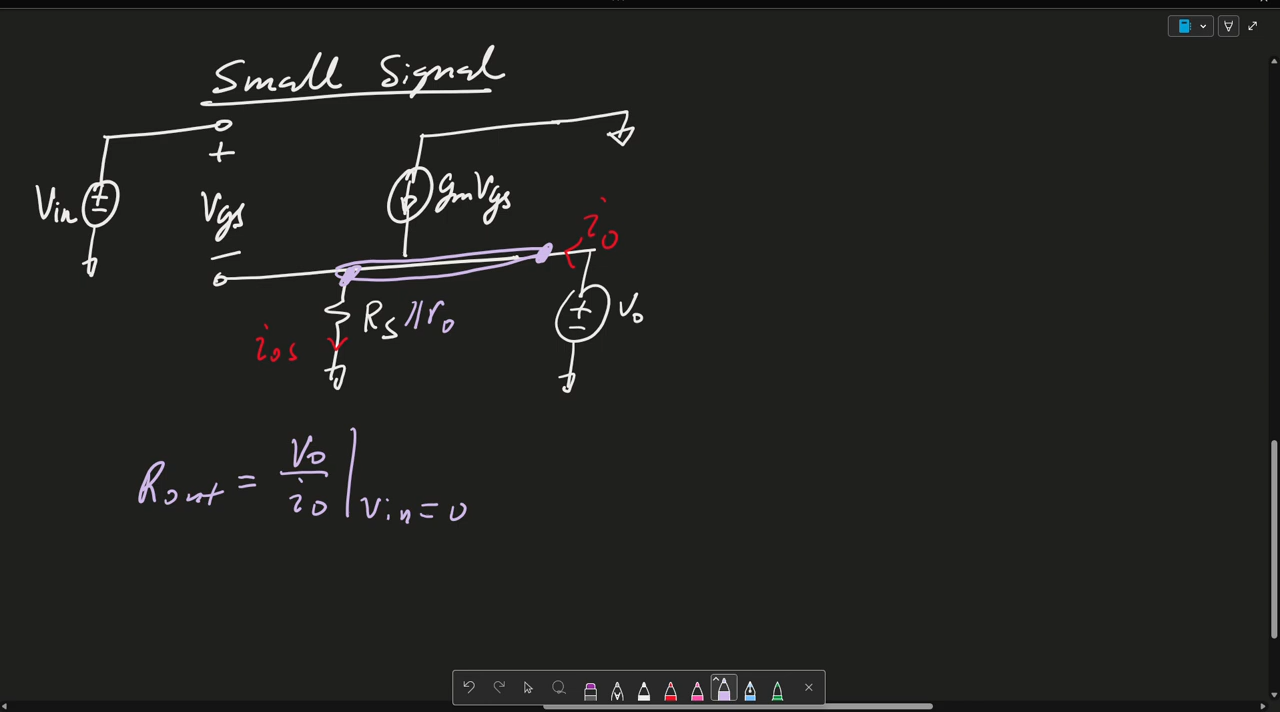 Small Signal
+
Vin
+
−
Vgs
−
gmVgs
io
Rs // ro
ios
+
−
Vo
Rout = Vo / io | Vin = 0